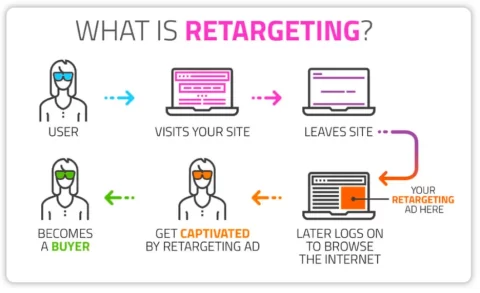 WHAT IS RETARGETING?
USER
VISITS YOUR SITE
LEAVES SITE
YOUR
RETARGETING
AD HERE
BECOMES
A BUYER
GET CAPTIVATED
BY RETARGETING AD
LATER LOGS ON
TO BROWSE
THE INTERNET